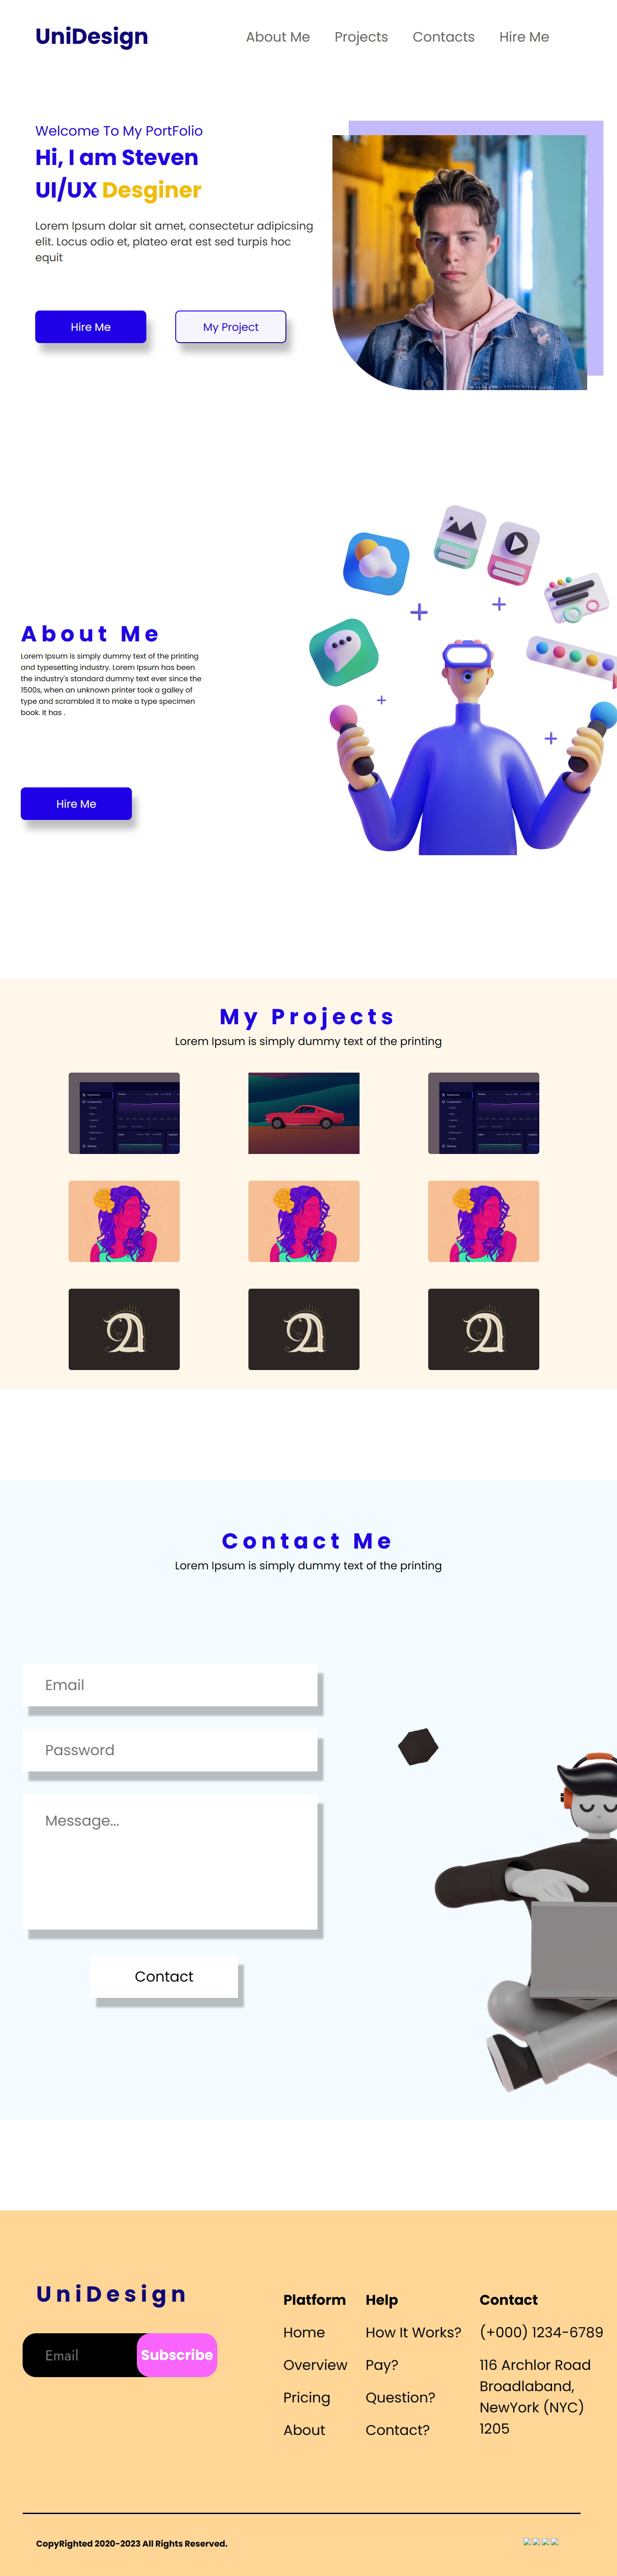 UniDesign
About Me
Projects
Contacts
Hire Me
Welcome To My PortFolio
Hi, I am Steven
UI/UX Desginer
Lorem Ipsum dolar sit amet, consectetur adipicsing
elit. Locus odio et, plateo erat est sed turpis hoc
equit
Hire Me
My Project
About Me
Lorem Ipsum is simply dummy text of the printing
and typesetting industry. Lorem Ipsum has been
the industry's standard dummy text ever since the
1500s, when an unknown printer took a galley of
type and scrambled it to make a type specimen
book. It has .
Hire Me
My Projects
Lorem Ipsum is simply dummy text of the printing
Contact Me
Lorem Ipsum is simply dummy text of the printing
Email
Password
Message...
Contact
UniDesign
Email
Subscribe
Platform
Home
Overview
Pricing
About
Help
How It Works?
Pay?
Question?
Contact?
Contact
(+000) 1234-6789
116 Archlor Road
Broadlaband,
NewYork (NYC)
1205
CopyRighted 2020-2023 All Rights Reserved.